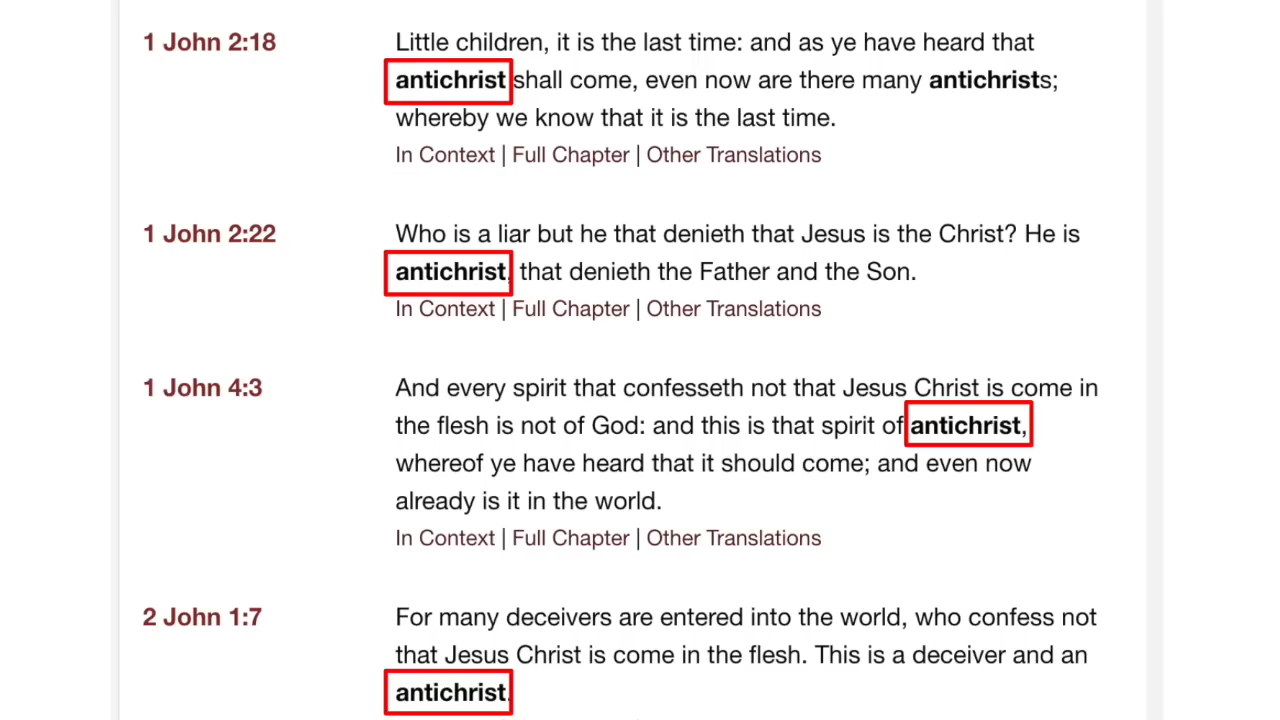 1 John 2:18
Little children, it is the last time: and as ye have heard that
antichrist shall come, even now are there many antichrists;
whereby we know that it is the last time.
In Context | Full Chapter | Other Translations
1 John 2:22
Who is a liar but he that denieth that Jesus is the Christ? He is
antichrist, that denieth the Father and the Son.
In Context | Full Chapter | Other Translations
1 John 4:3
And every spirit that confesseth not that Jesus Christ is come in
the flesh is not of God: and this is that spirit of antichrist,
whereof ye have heard that it should come; and even now
already is it in the world.
In Context | Full Chapter | Other Translations
2 John 1:7
For many deceivers are entered into the world, who confess not
that Jesus Christ is come in the flesh. This is a deceiver and an
antichrist.